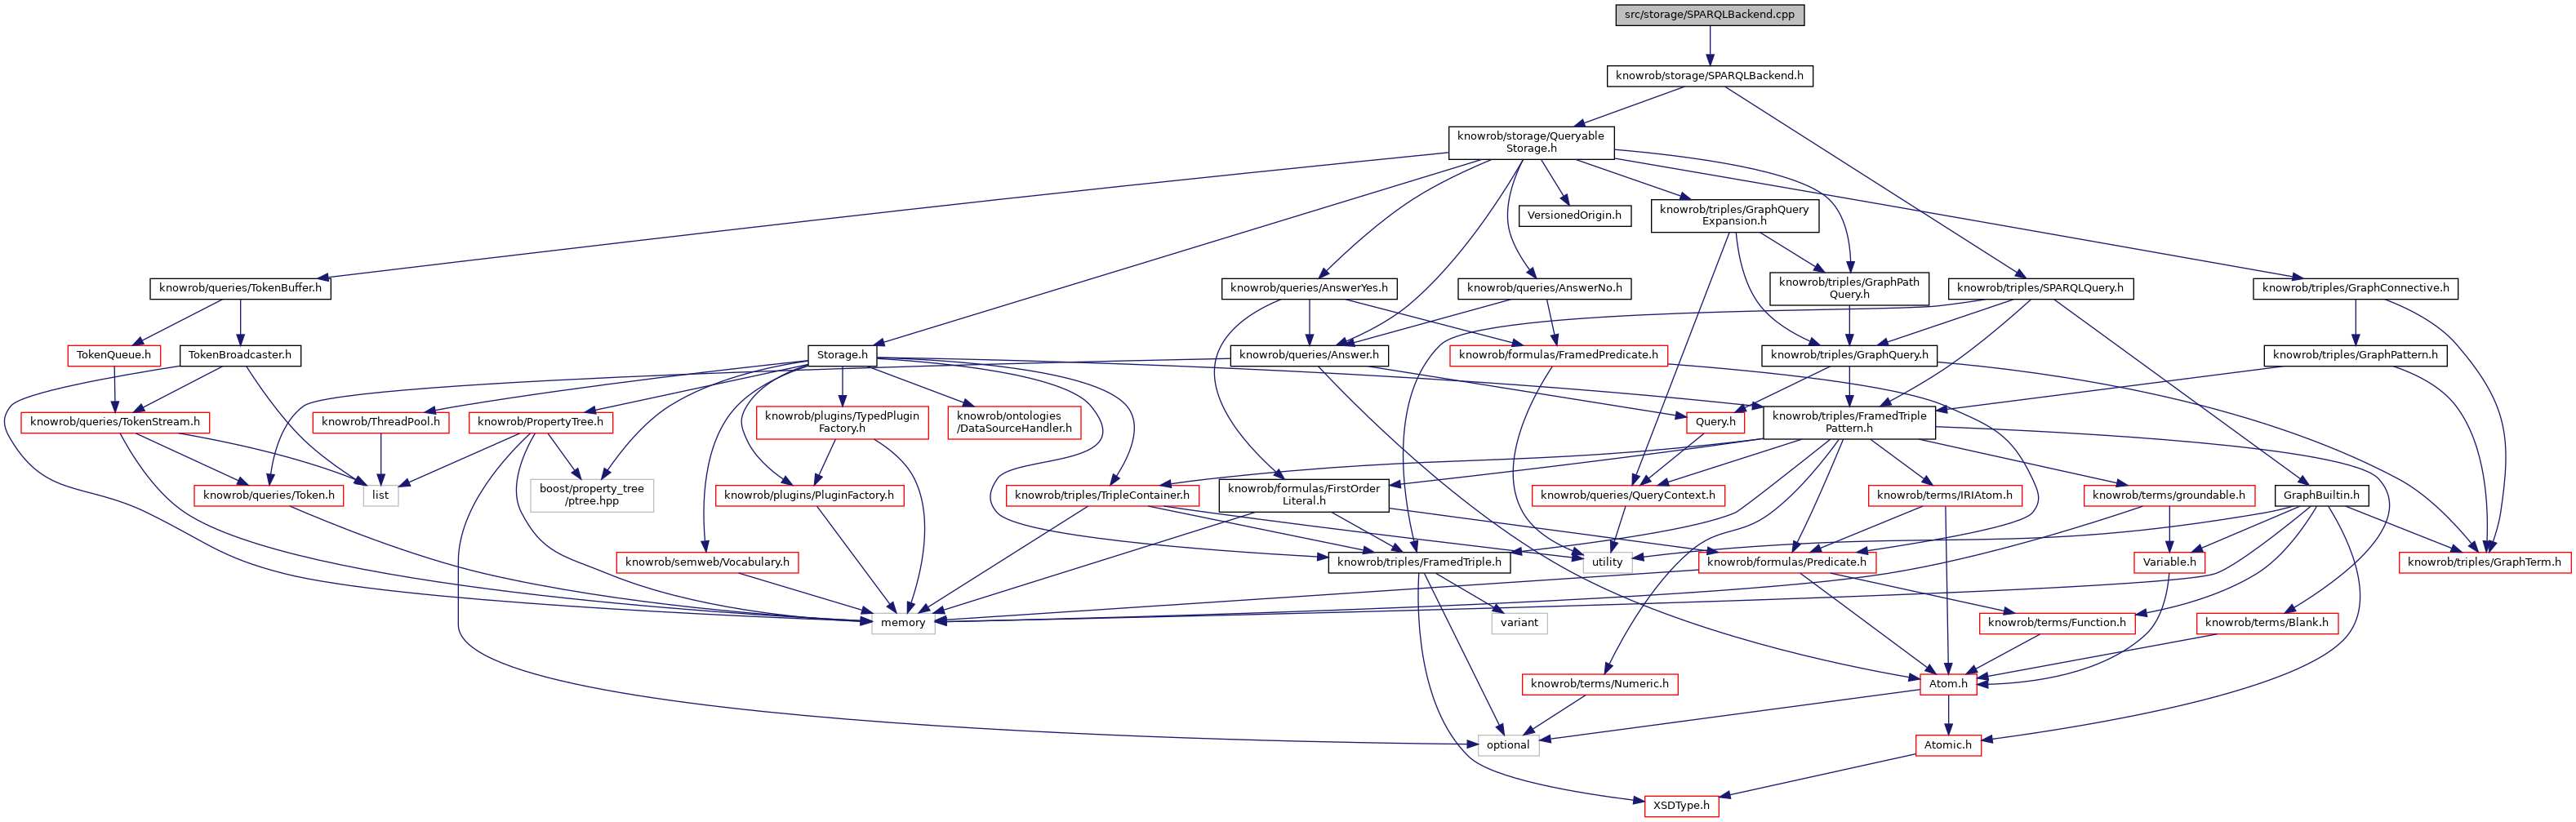 src/storage/SPARQLBackend.cpp
knowrob/storage/SPARQLBackend.h
knowrob/storage/Queryable
Storage.h
VersionedOrigin.h
knowrob/triples/GraphQuery
Expansion.h
knowrob/queries/TokenBuffer.h
knowrob/queries/AnswerYes.h
knowrob/queries/AnswerNo.h
knowrob/triples/GraphPath
Query.h
knowrob/triples/SPARQLQuery.h
knowrob/triples/GraphConnective.h
TokenQueue.h
TokenBroadcaster.h
Storage.h
knowrob/queries/Answer.h
knowrob/formulas/FramedPredicate.h
knowrob/triples/GraphQuery.h
knowrob/triples/GraphPattern.h
knowrob/queries/TokenStream.h
knowrob/ThreadPool.h
knowrob/PropertyTree.h
knowrob/plugins/TypedPlugin
Factory.h
knowrob/ontologies
/DataSourceHandler.h
Query.h
knowrob/triples/FramedTriple
Pattern.h
knowrob/queries/Token.h
list
boost/property_tree
/ptree.hpp
knowrob/plugins/PluginFactory.h
knowrob/triples/TripleContainer.h
knowrob/formulas/FirstOrder
Literal.h
knowrob/queries/QueryContext.h
knowrob/terms/IRIAtom.h
knowrob/terms/groundable.h
GraphBuiltin.h
knowrob/semweb/Vocabulary.h
knowrob/triples/FramedTriple.h
utility
knowrob/formulas/Predicate.h
Variable.h
knowrob/triples/GraphTerm.h
memory
variant
knowrob/terms/Function.h
knowrob/terms/Blank.h
knowrob/terms/Numeric.h
Atom.h
optional
Atomic.h
XSDType.h